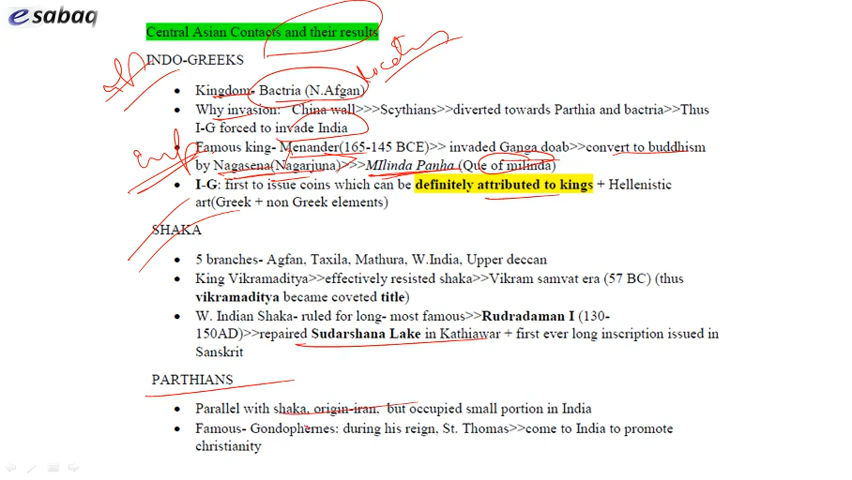 esabaq
Central Asian Contacts and their results
INDO-GREEKS
• Kingdom- Bactria (N.Afgan)
• Why invasion: China wall>>>Scythians>>diverted towards Parthia and bactria>>Thus
I-G forced to invade India
• Famous king- Menander(165-145 BCE)>> invaded Ganga doab>>convert to buddhism
by Nagasena(Nagarjuna)>>>MIlinda Panha (Que of milinda)
• I-G: first to issue coins which can be definitely attributed to kings + Hellenistic
art(Greek + non Greek elements)
SHAKA
• 5 branches- Agfan, Taxila, Mathura, W.India, Upper deccan
• King Vikramaditya>>effectively resisted shaka>>Vikram samvat era (57 BC) (thus
vikramaditya became coveted title)
• W. Indian Shaka- ruled for long- most famous>>Rudradaman I (130-
150AD)>>repaired Sudarshana Lake in Kathiawar + first ever long inscription issued in
Sanskrit
PARTHIANS
• Parallel with shaka, origin-iran, but occupied small portion in India
• Famous- Gondophernes: during his reign, St. Thomas>>come to India to promote
christianity